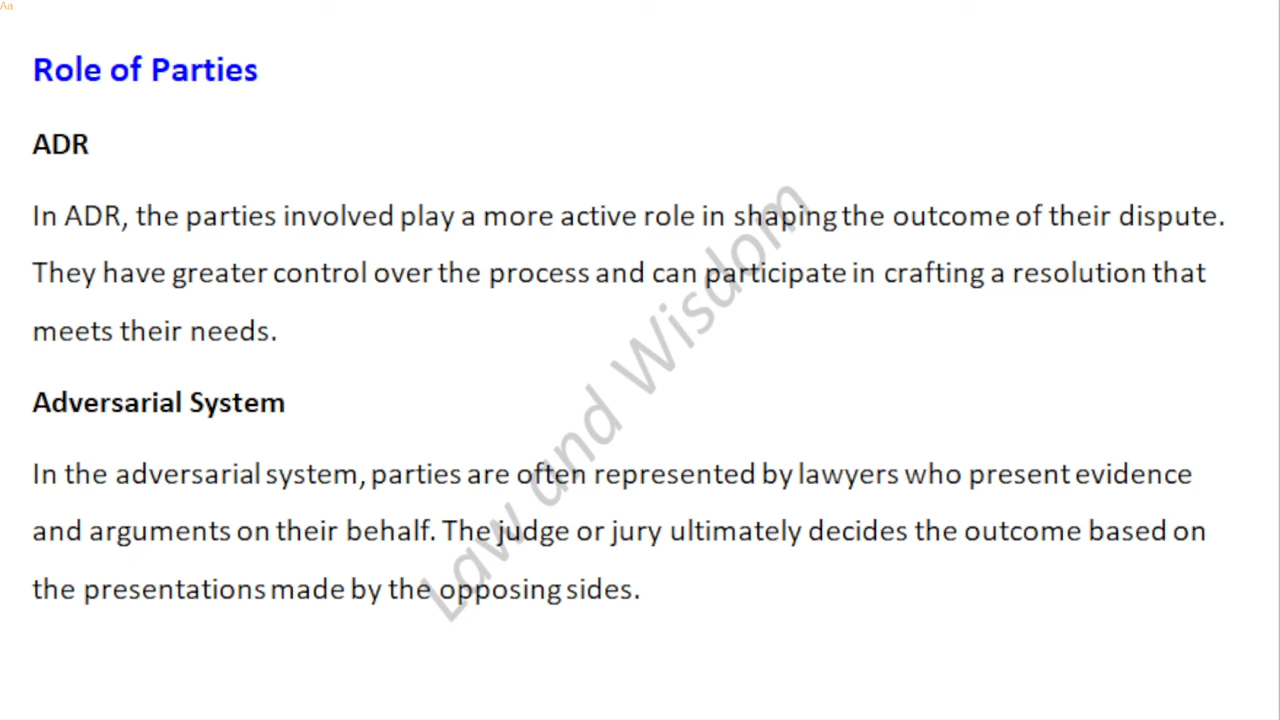 Aa
Role of Parties
ADR
In ADR, the parties involved play a more active role in shaping the outcome of their dispute.
They have greater control over the process and can participate in crafting a resolution that
meets their needs.
Adversarial System
In the adversarial system, parties are often represented by lawyers who present evidence
and arguments on their behalf. The judge or jury ultimately decides the outcome based on
the presentations made by the opposing sides.
Law and Wisdom